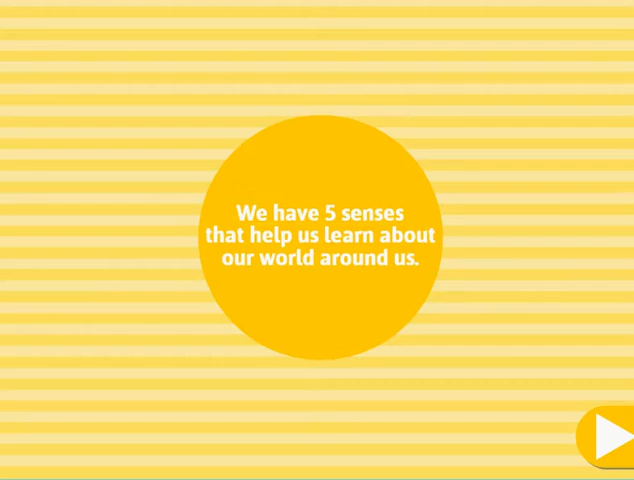 We have 5 senses
that help us learn about
our world around us.